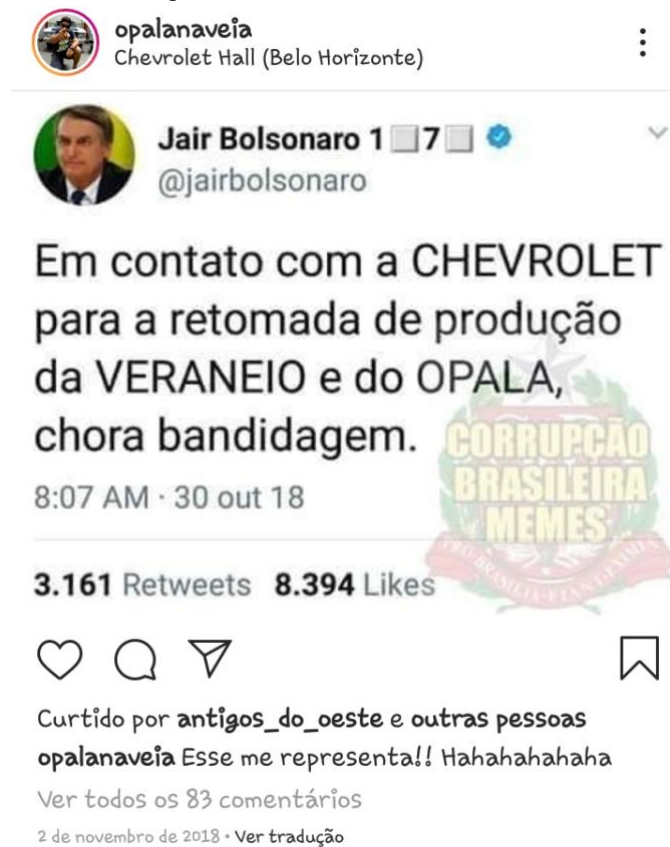 opalanaveia
Chevrolet Hall (Belo Horizonte)
Jair Bolsonaro 1 7
@jairbolsonaro
Em contato com a CHEVROLET
para a retomada de produção
da VERANEIO e do OPALA,
chora bandidagem.
CORRUPÇÃO
BRASILEIRA
MEMES
8:07 AM · 30 out 18
3.161 Retweets 8.394 Likes
Curtido por antigos_do_oeste e outras pessoas
opalanaveia Esse me representa!! Hahahahahaha
Ver todos os 83 comentários
2 de novembro de 2018 • Ver tradução